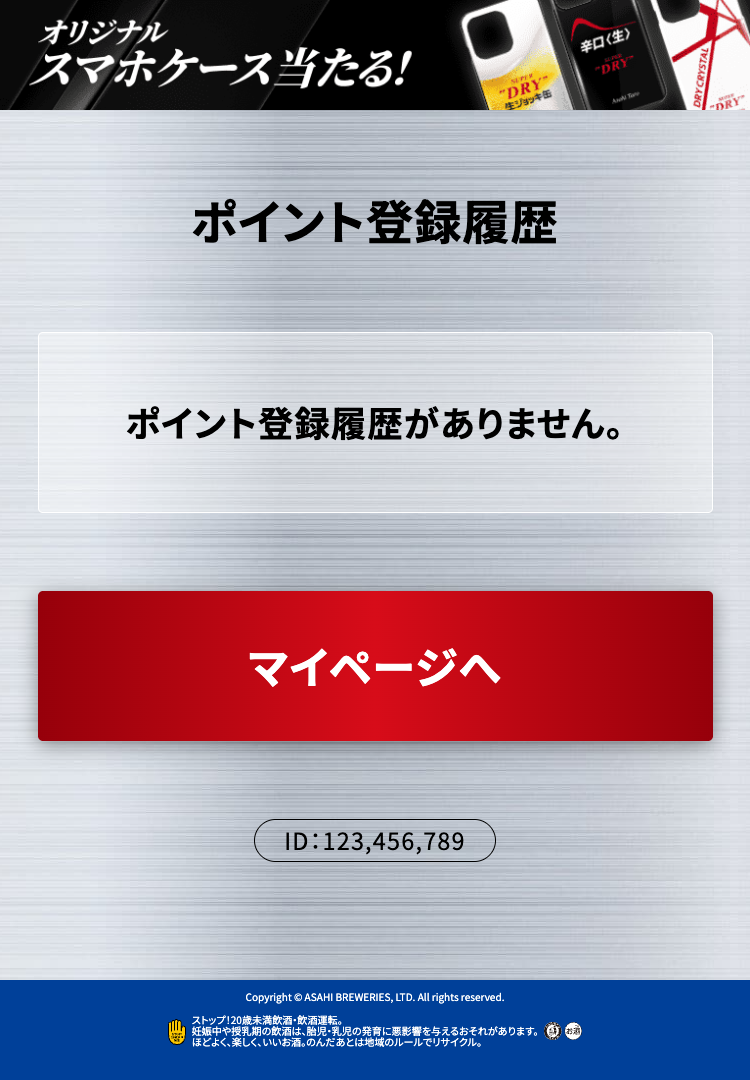 オリジナル
スマホケース当たる!
SUPER
"DRY"
生ジョッキ缶
辛口〈生〉
SUPER
"DRY"
Asahi Taro
DRY CRYSTAL
SUPER
"DRY"
ポイント登録履歴
ポイント登録履歴がありません。
マイページへ
ID:123,456,789
Copyright © ASAHI BREWERIES, LTD. All rights reserved.
ストップ!20歳未満飲酒・飲酒運転。
妊娠中や授乳期の飲酒は、胎児・乳児の発育に悪影響を与えるおそれがあります。
ほどよく、楽しく、いいお酒。のんだあとは地域のルールでリサイクル。
お酒